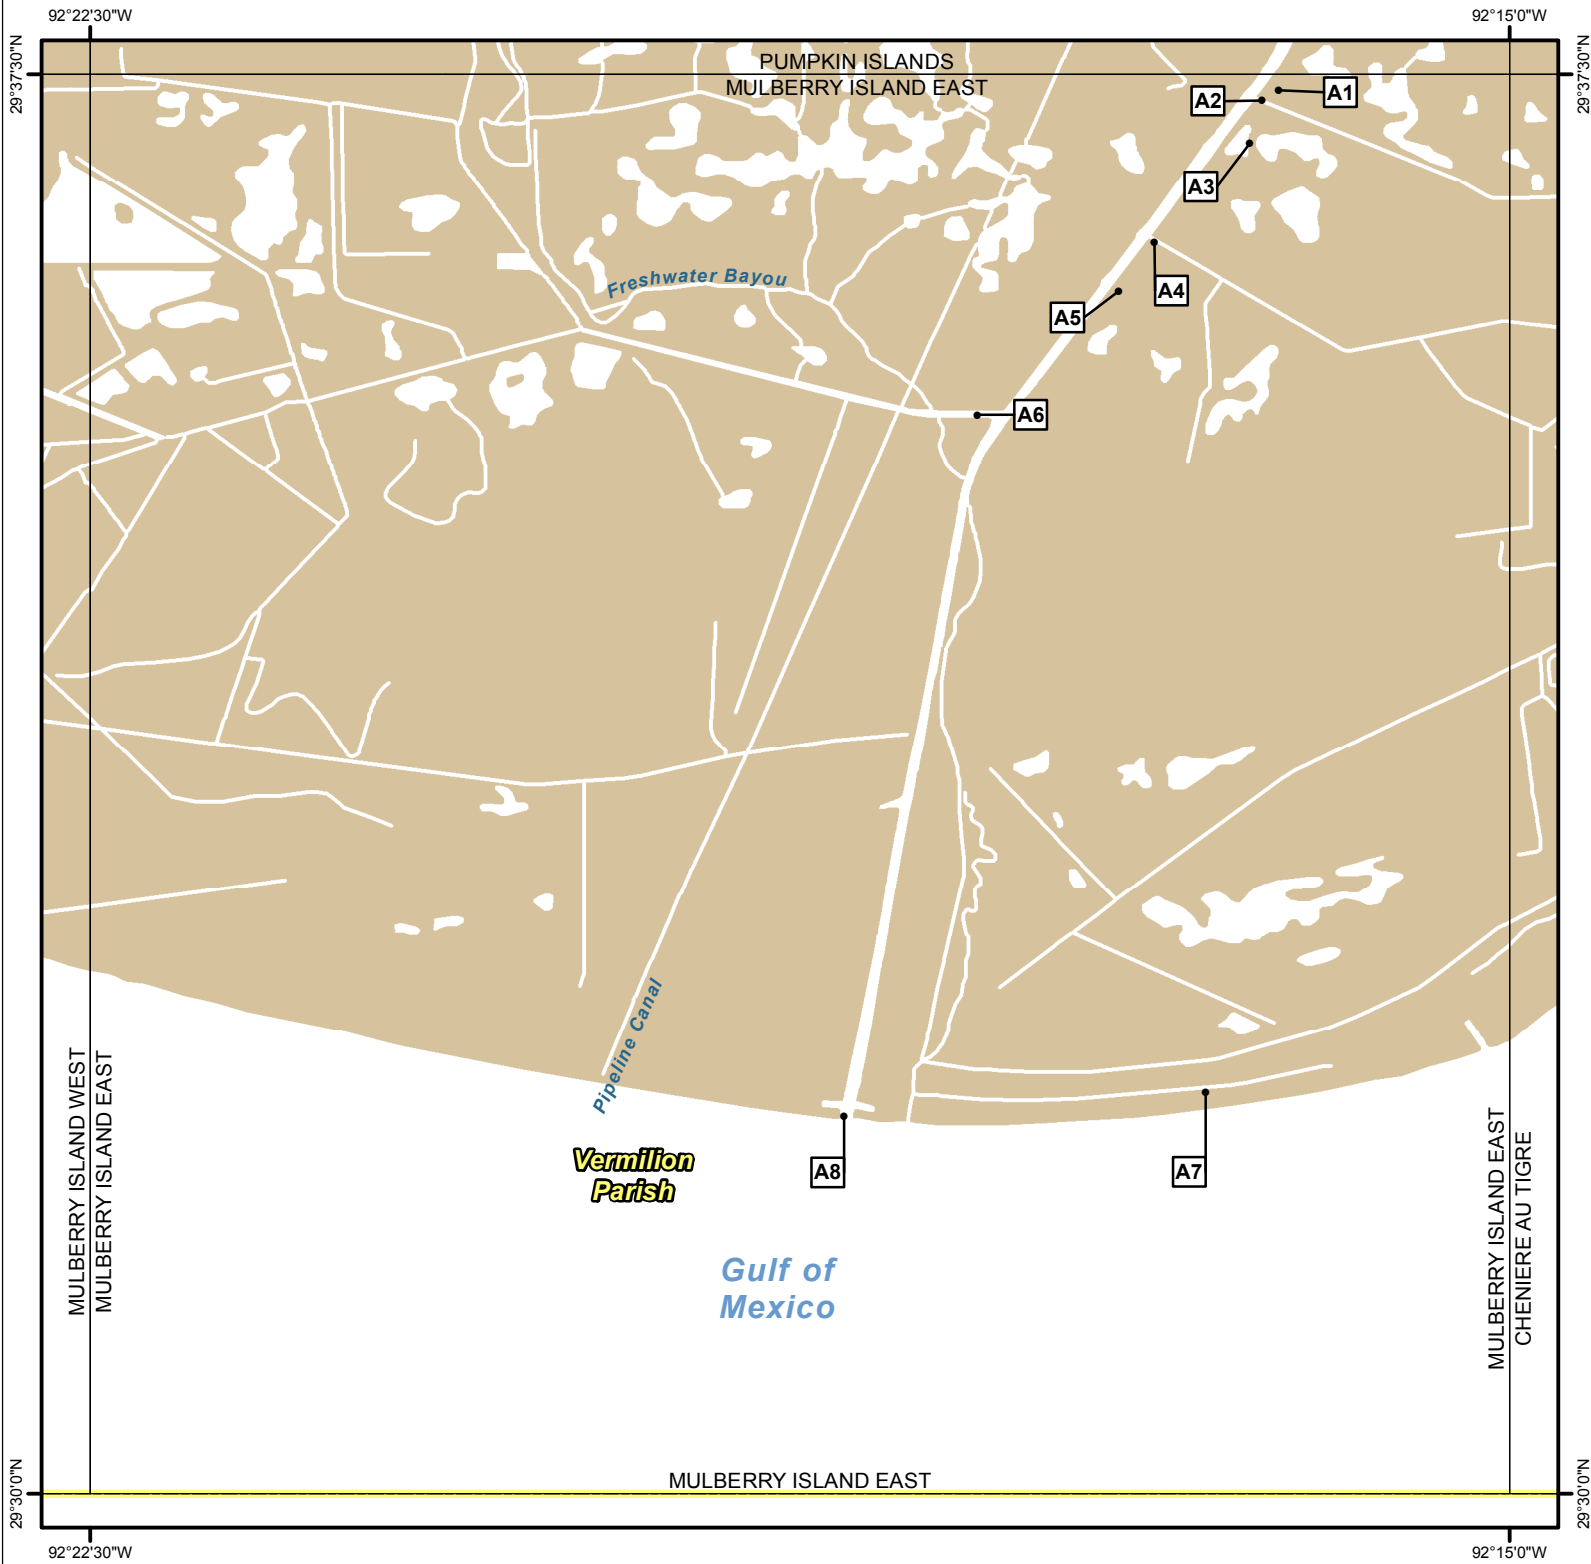 92°22'30"W
92°15'0"W
29°37'30"N
29°37'30"N
PUMPKIN ISLANDS
MULBERRY ISLAND EAST
A2
A1
A3
Freshwater Bayou
A4
A5
A6
Pipeline Canal
MULBERRY ISLAND WEST
MULBERRY ISLAND EAST
MULBERRY ISLAND EAST
CHENIERE AU TIGRE
Vermilion
Parish
A8
A7
Gulf of
Mexico
MULBERRY ISLAND EAST
29°30'0"N
29°30'0"N
92°22'30"W
92°15'0"W